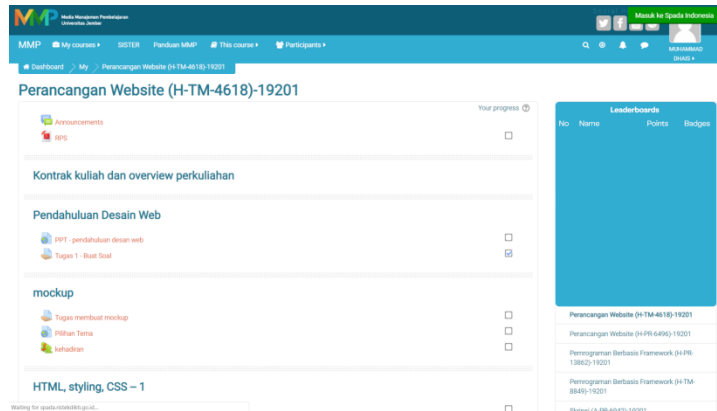 MMP Media Manajemen Pembelajaran
Universitas Jember
Masuk ke Spada Indonesia
MMP My courses SISTER Panduan MMP This course Participants
MUHAMMAD
DHAIS
Dashboard My Perancangan Website (H-TM-4618)-19201
Perancangan Website (H-TM-4618)-19201
Your progress
Announcements
RPS
Kontrak kuliah dan overview perkuliahan
Pendahuluan Desain Web
PPT - pendahuluan desan web
Tugas 1 - Buat Soal
mockup
Tugas membuat mockup
Pilihan Tema
kehadiran
HTML, styling, CSS – 1
Leaderboards
No Name Points Badges
Perancangan Website (H-TM-4618)-19201
Perancangan Website (H-PR-6496)-19201
Pemrograman Berbasis Framework (H-PR-
13862)-19201
Pemrograman Berbasis Framework (H-TM-
8849)-19201
Waiting for spada.ristekdikti.go.id...